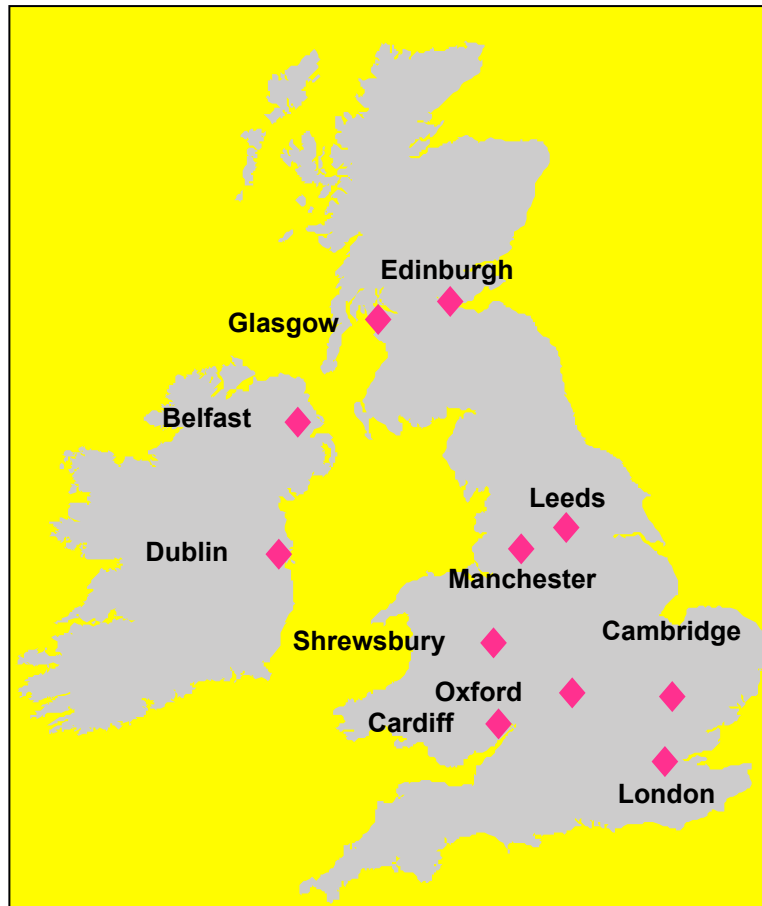 Edinburgh
Glasgow
Belfast
Leeds
Dublin
Manchester
Cambridge
Shrewsbury
Oxford
Cardiff
London